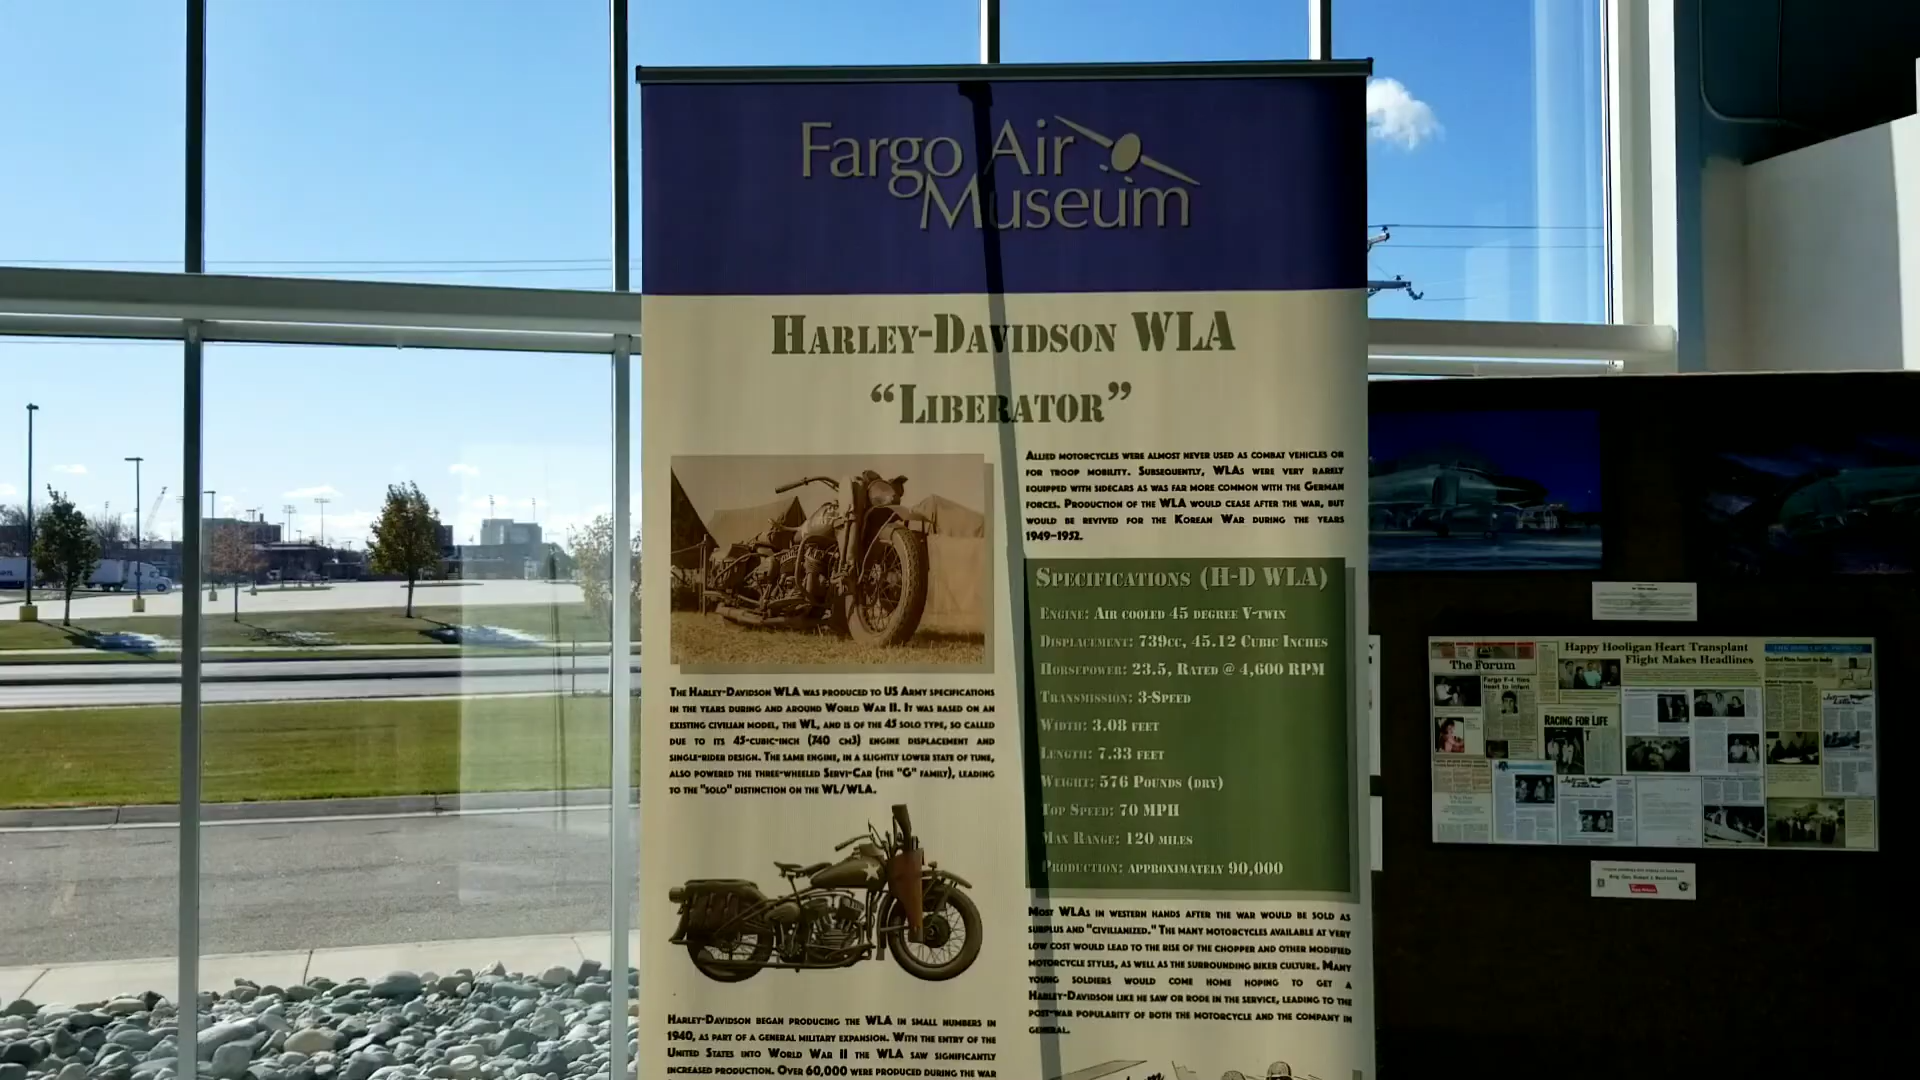 Fargo Air
Museum
Harley-Davidson WLA
“Liberator”
The Harley-Davidson WLA was produced to US Army specifications
in the years during and around World War II. It was based on an
existing civilian model, the WL, and is of the 45 solo type, so called
due to its 45-cubic-inch (740 cm3) engine displacement and
single-rider design. The same engine, in a slightly lower state of tune,
also powered the three-wheeled Servi-Car (the "G" family), leading
to the "solo" distinction on the WL/WLA.
Harley-Davidson began producing the WLA in small numbers in
1940, as part of a general military expansion. With the entry of the
United States into World War II the WLA saw significantly
increased production. Over 60,000 were produced during the war
Allied motorcycles were almost never used as combat vehicles or
for troop mobility. Subsequently, WLAs were very rarely
equipped with sidecars as was far more common with the German
forces. Production of the WLA would cease after the war, but
would be revived for the Korean War during the years
1949-1952.
Specifications (H-D WLA)
Engine: Air cooled 45 degree V-twin
Displacement: 739cc, 45.12 Cubic Inches
Horsepower: 23.5, Rated @ 4,600 RPM
Transmission: 3-Speed
Width: 3.08 feet
Length: 7.33 feet
Weight: 576 Pounds (dry)
Top Speed: 70 MPH
Max Range: 120 miles
Production: approximately 90,000
Most WLAs in western hands after the war would be sold as
surplus and "civilianized." The many motorcycles available at very
low cost would lead to the rise of the chopper and other modified
motorcycle styles, as well as the surrounding biker culture. Many
young soldiers would come home hoping to get a
Harley-Davidson like he saw or rode in the service, leading to the
post-war popularity of both the motorcycle and the company in
general.
Happy Hooligan Heart Transplant
Flight Makes Headlines
The Forum
Fargo F-4 flies
heart to infant
RACING FOR LIFE